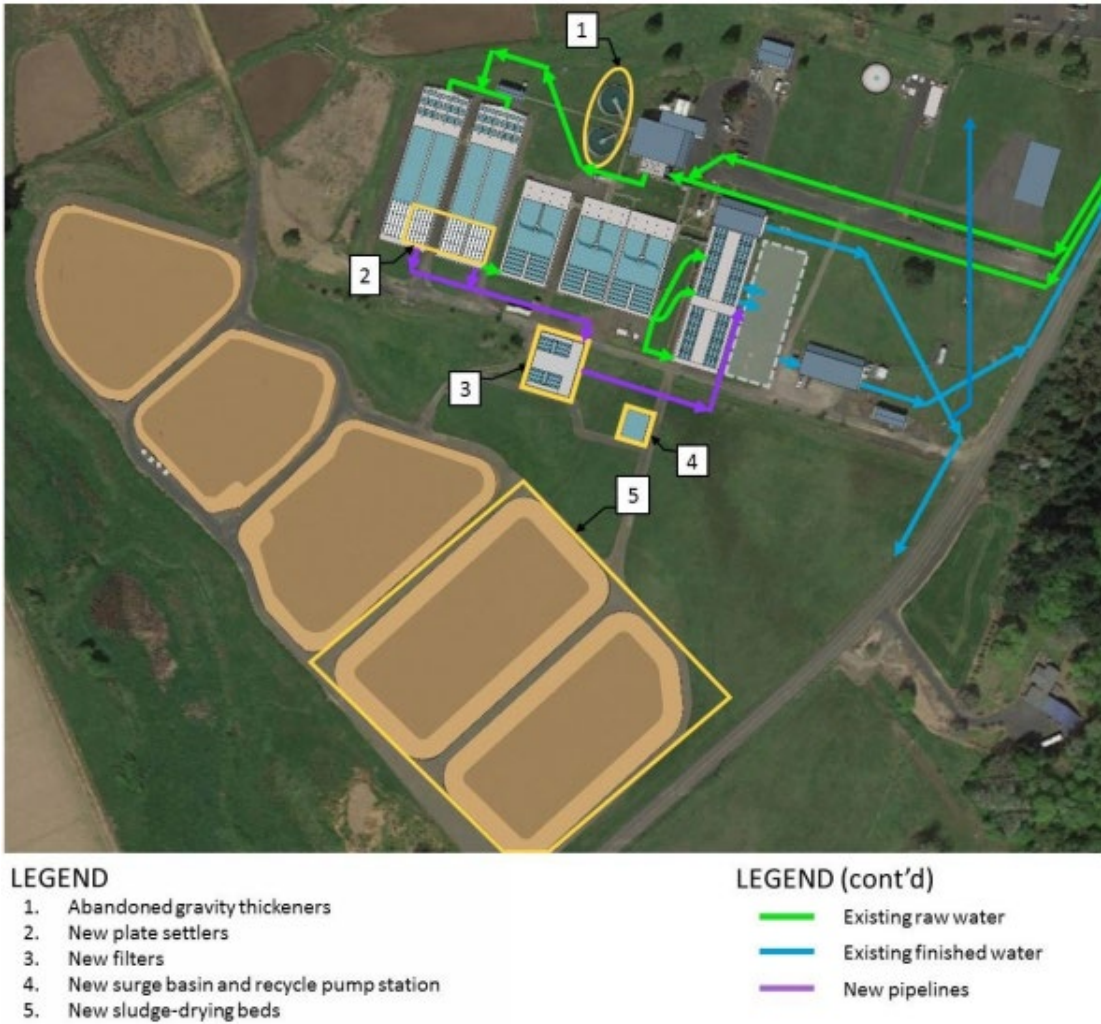 1
2
3
4
5
LEGEND
1. Abandoned gravity thickeners
2. New plate settlers
3. New filters
4. New surge basin and recycle pump station
5. New sludge-drying beds
LEGEND (cont'd)
Existing raw water
Existing finished water
New pipelines